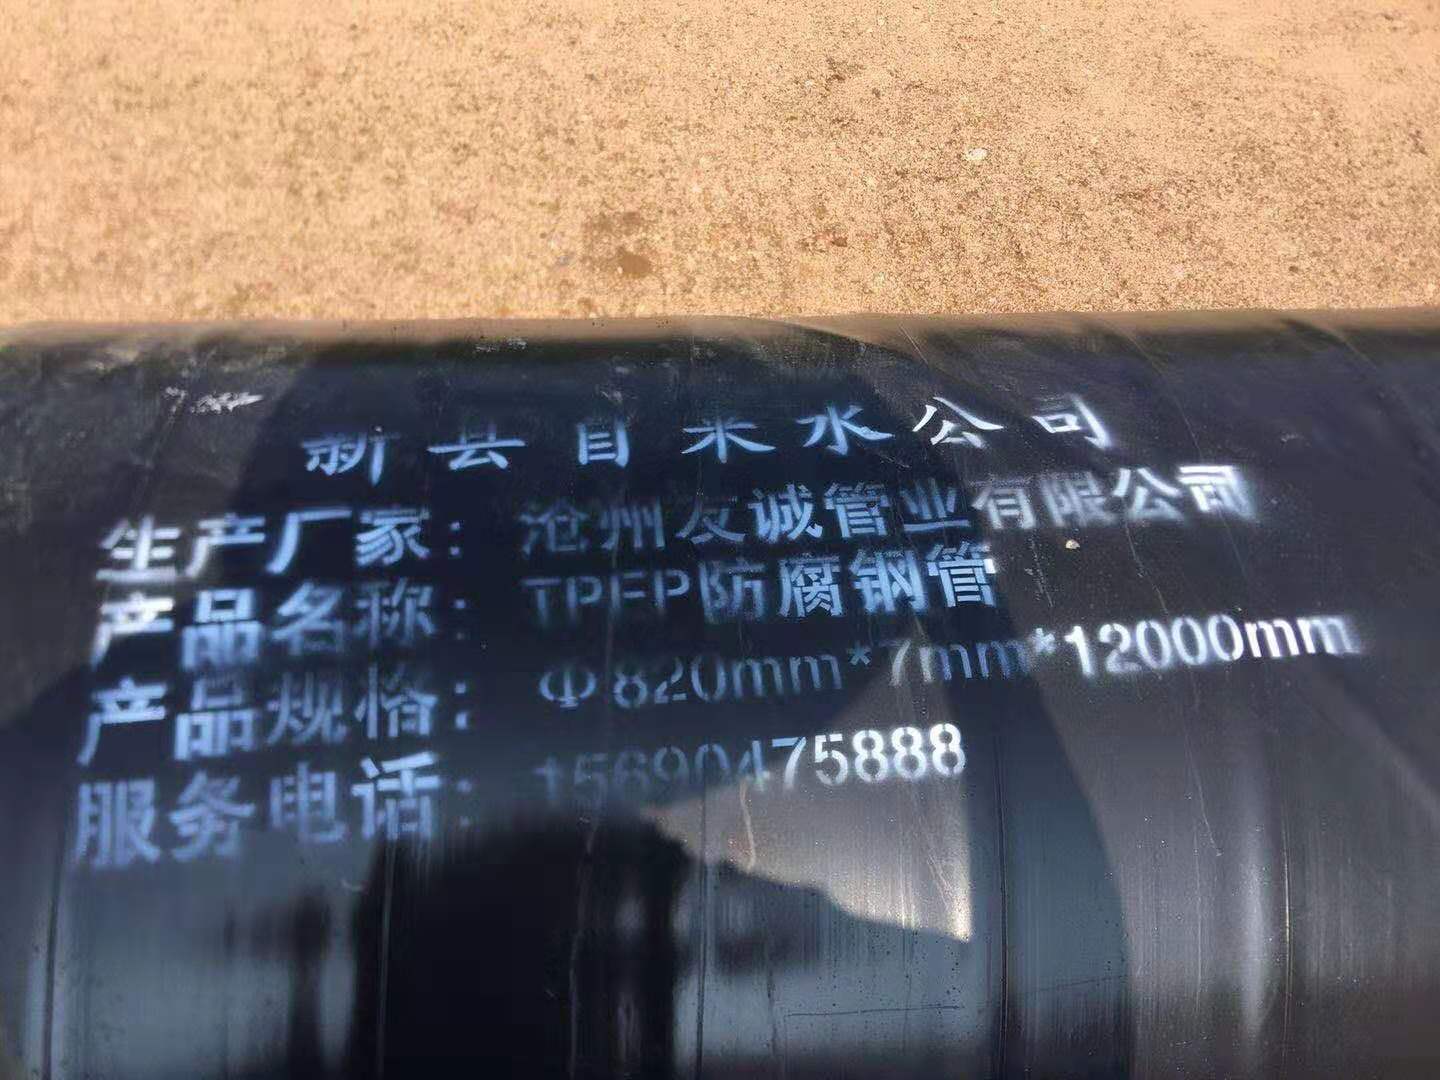 新县自来水公司
生产厂家：沧州友诚管业有限公司
产品名称：TPEP防腐钢管
产品规格：Φ820mm*7mm*12000mm
服务电话：15690475888